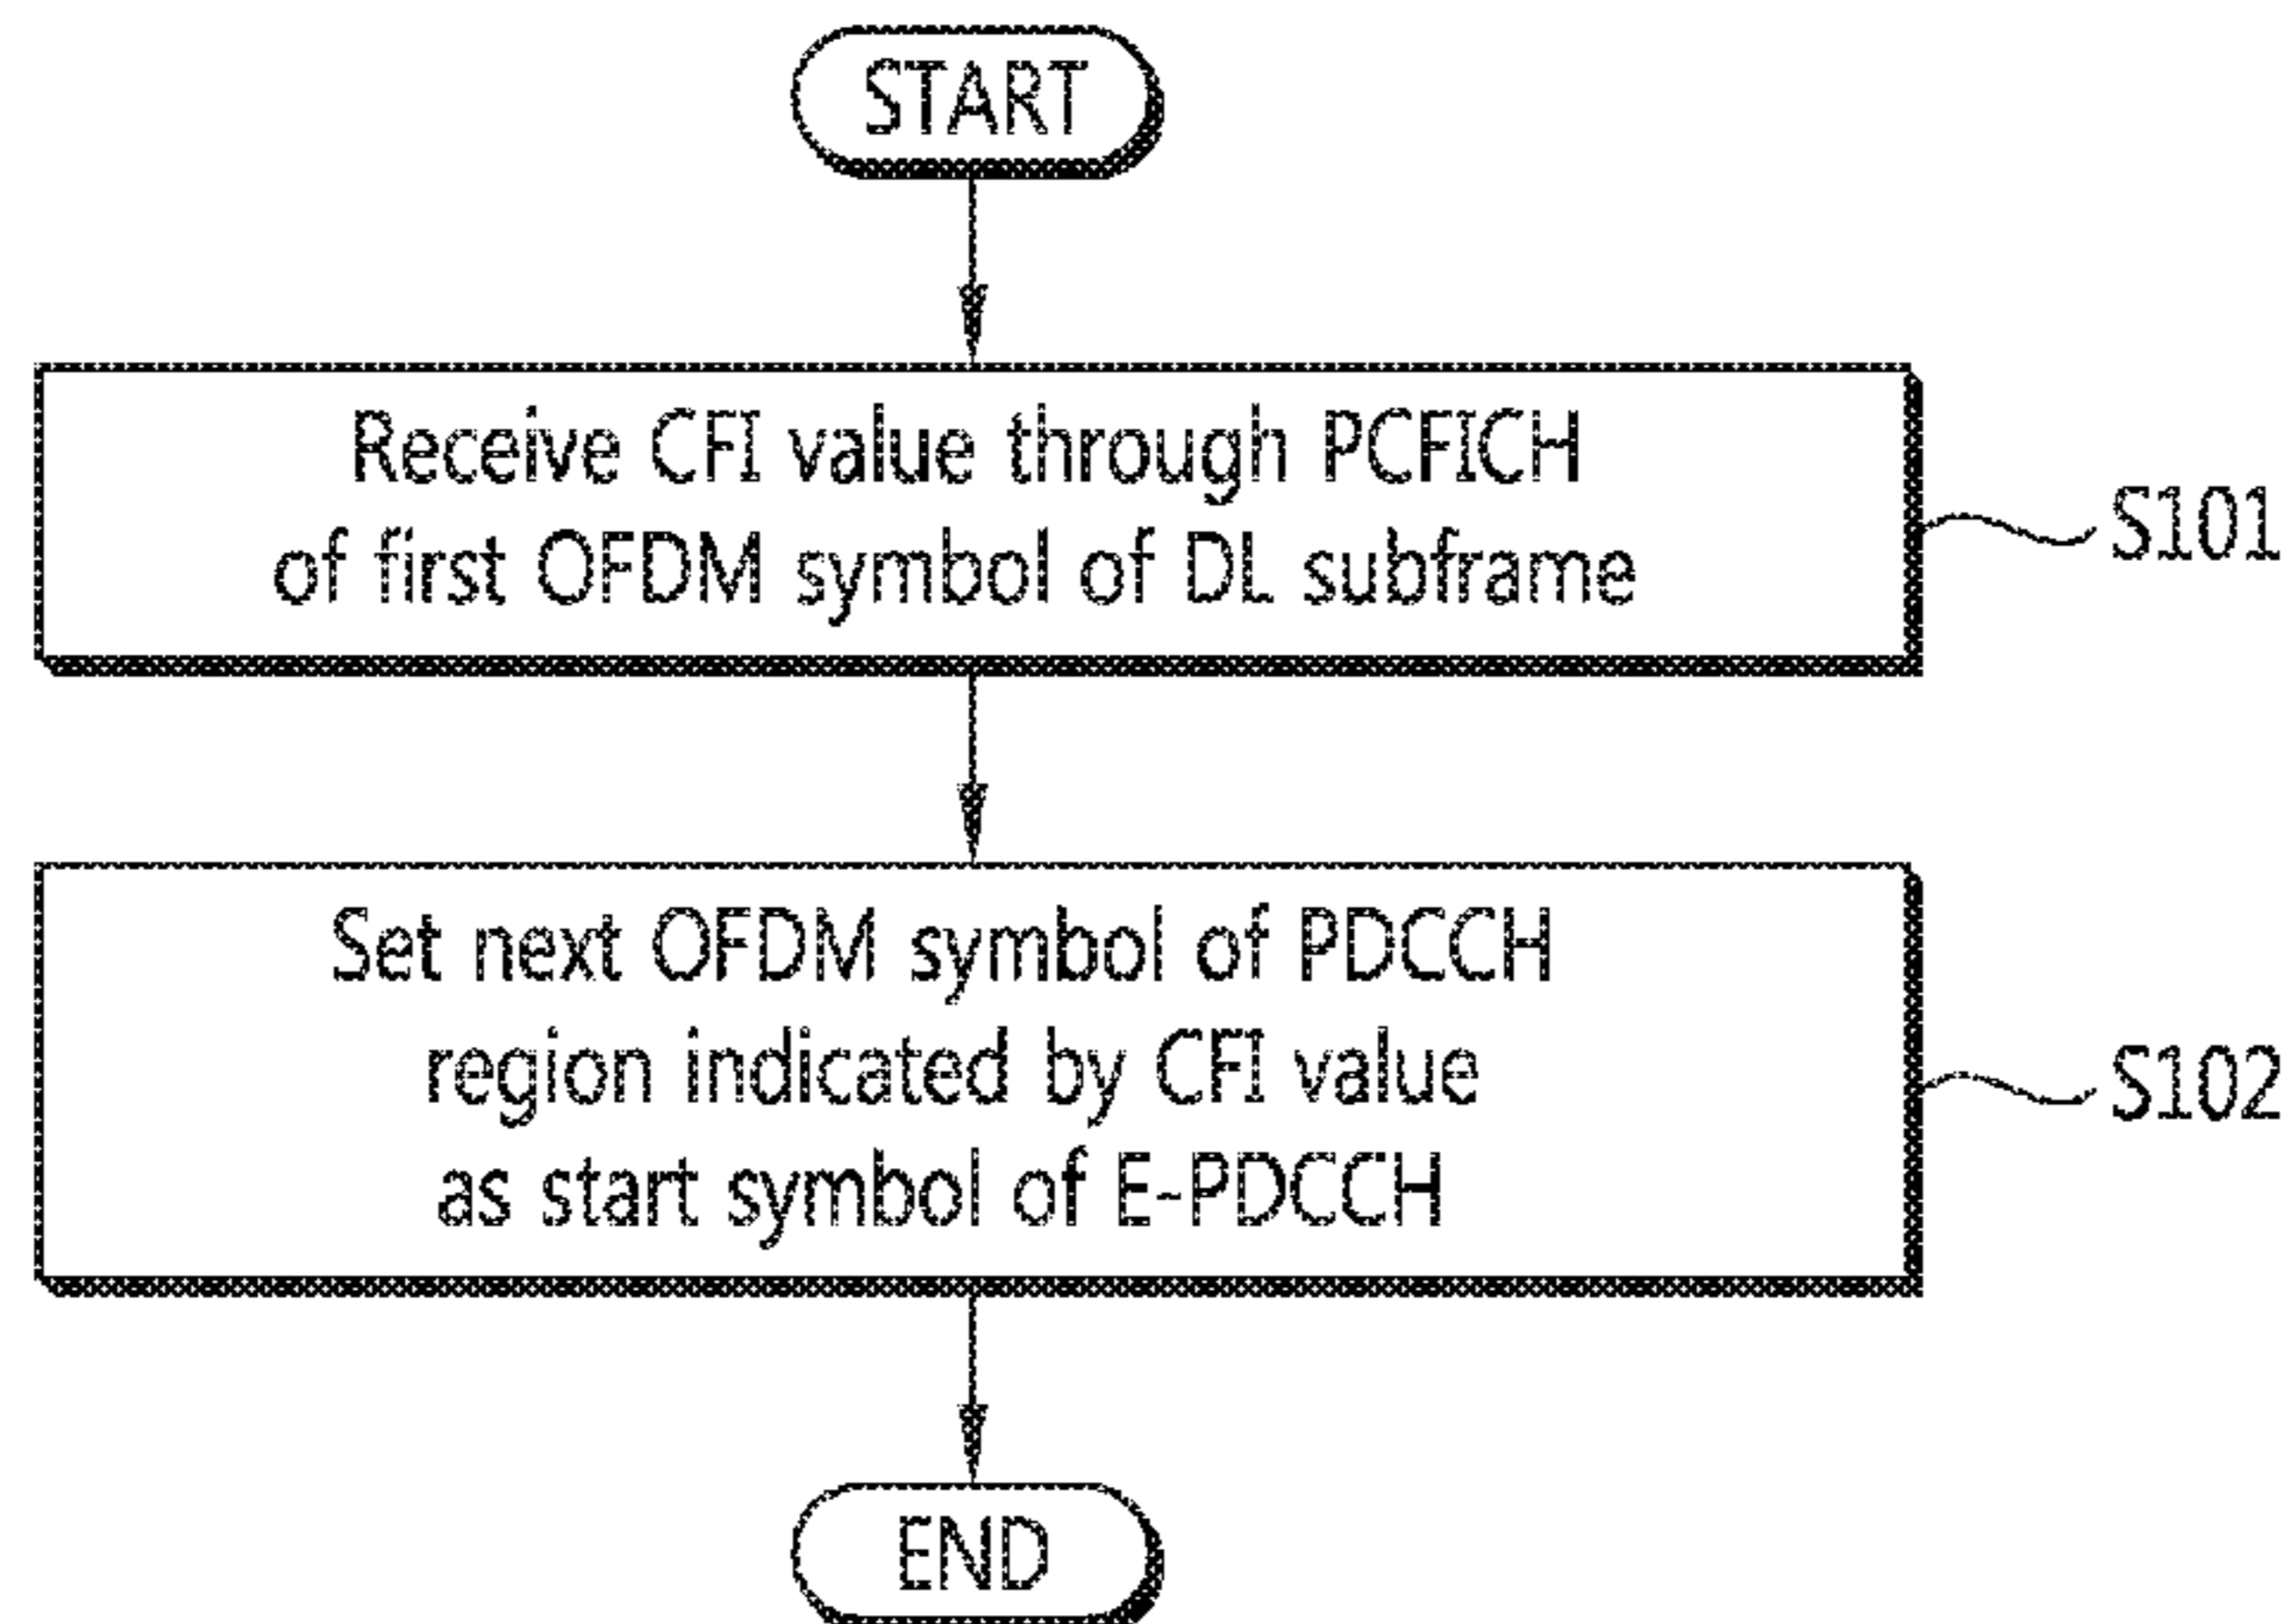 START
Receive CFI value through PCFICH
of first OFDM symbol of DL subframe
S101
Set next OFDM symbol of PDCCH
region indicated by CFI value
as start symbol of E-PDCCH
S102
END